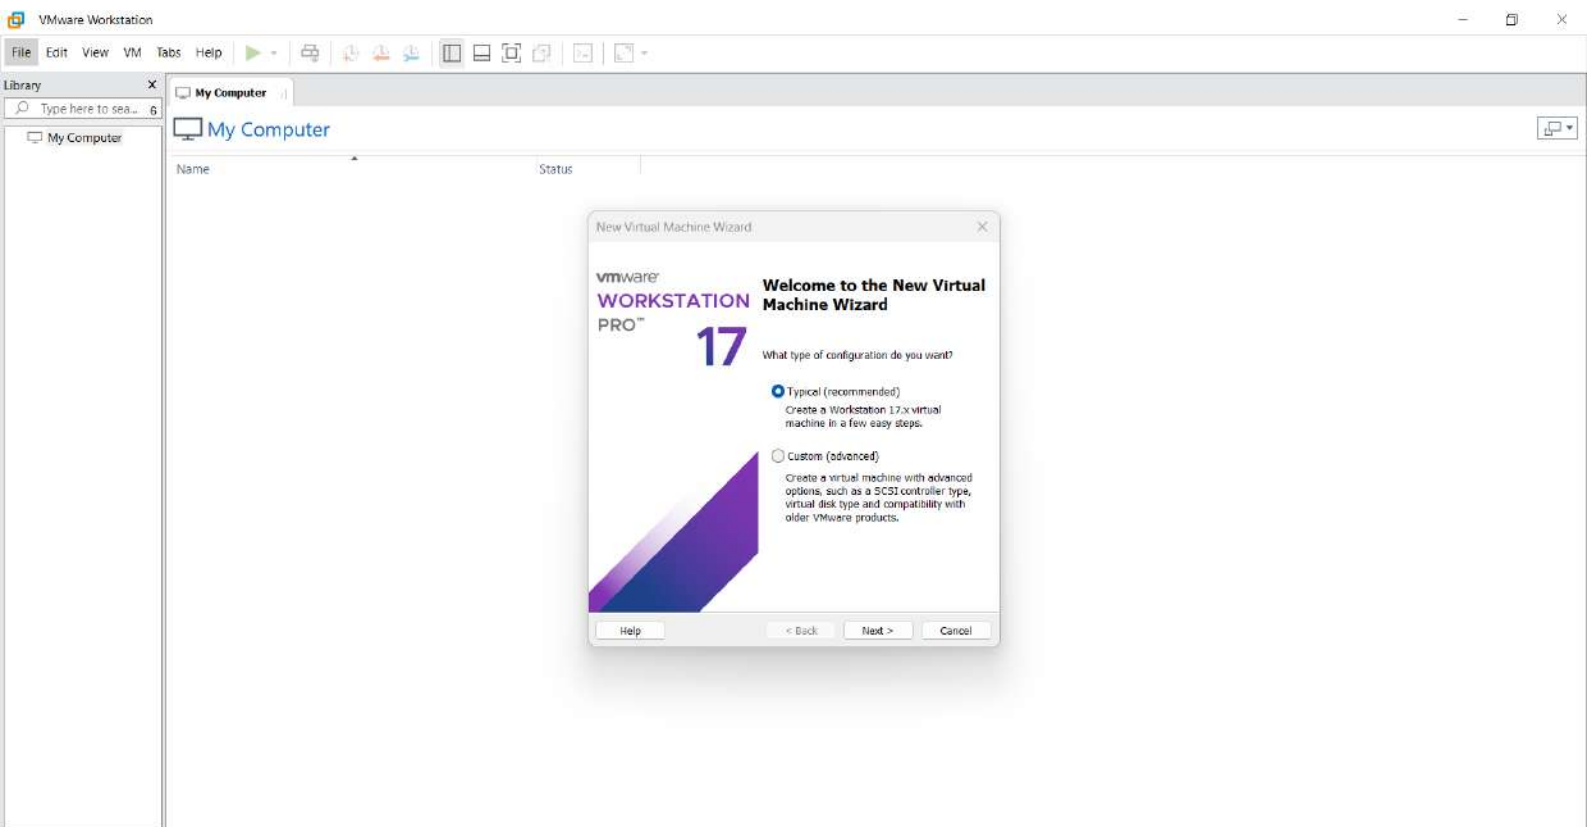 VMware Workstation
File Edit View VM Tabs Help
Library X
Type here to sea... 6
My Computer
My Computer
My Computer
Name Status
New Virtual Machine Wizard
vmware
WORKSTATION
PRO™
17
Welcome to the New Virtual
Machine Wizard
What type of configuration do you want?
Typical (recommended)
Create a Workstation 17.x virtual
machine in a few easy steps.
Custom (advanced)
Create a virtual machine with advanced
options, such as a SCSI controller type,
virtual disk type and compatibility with
older VMware products.
Help < Back Next > Cancel